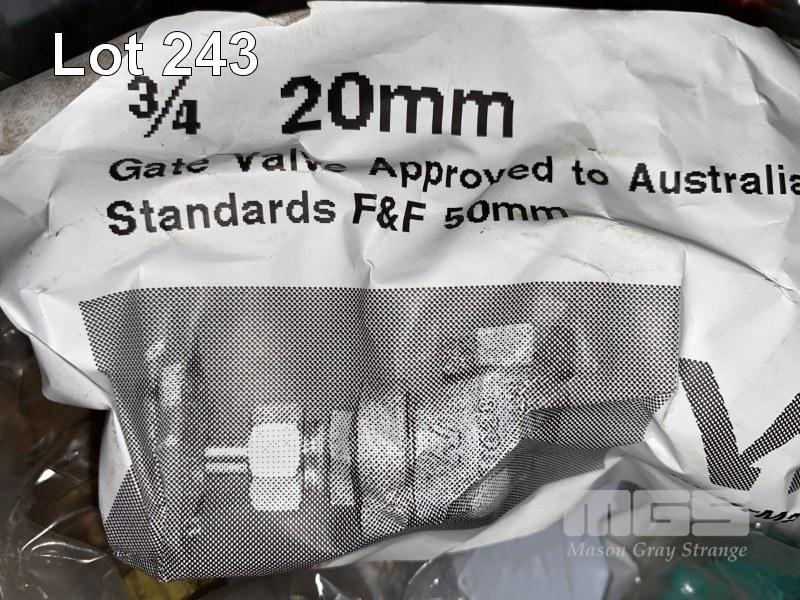 Lot 243
3/4 20mm
Gate Valve Approved to Australia
Standards F&F 50mm
MGS
Mason Gray Strange